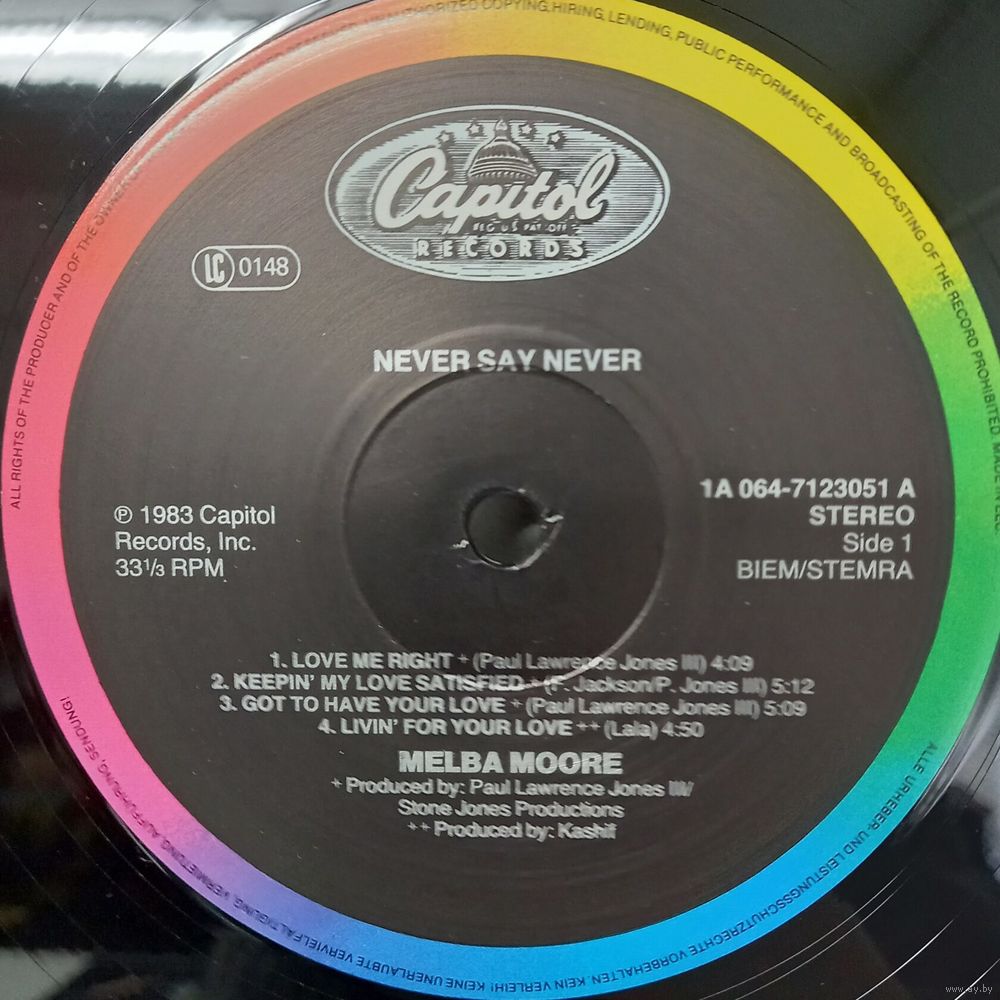 Capitol
REG U.S. PAT. OFF.
RECORDS
LC 0148
NEVER SAY NEVER
℗ 1983 Capitol
Records, Inc.
33⅓ RPM
1A 064-7123051 A
STEREO
Side 1
BIEM/STEMRA
1. LOVE ME RIGHT + (Paul Lawrence Jones III) 4:09
2. KEEPIN' MY LOVE SATISFIED + (F. Jackson/P. Jones III) 5:12
3. GOT TO HAVE YOUR LOVE + (Paul Lawrence Jones III) 5:09
4. LIVIN' FOR YOUR LOVE ++ (Lala) 4:50
MELBA MOORE
+ Produced by: Paul Lawrence Jones III/
Stone Jones Productions
++ Produced by: Kashif
ALL RIGHTS OF THE PRODUCER AND OF THE OWNER UNAUTHORIZED COPYING, HIRING, LENDING, PUBLIC PERFORMANCE AND BROADCASTING OF THE RECORD PROHIBITED.
ALLE URHEBER- UND LEISTUNGSSCHUTZRECHTE VORBEHALTEN. KEIN VERLEIH! KEINE UNERLAUBTE VERVIELFÄLTIGUNG, VERMIETUNG, AUFFÜHRUNG, SENDUNG!
www.ay.by